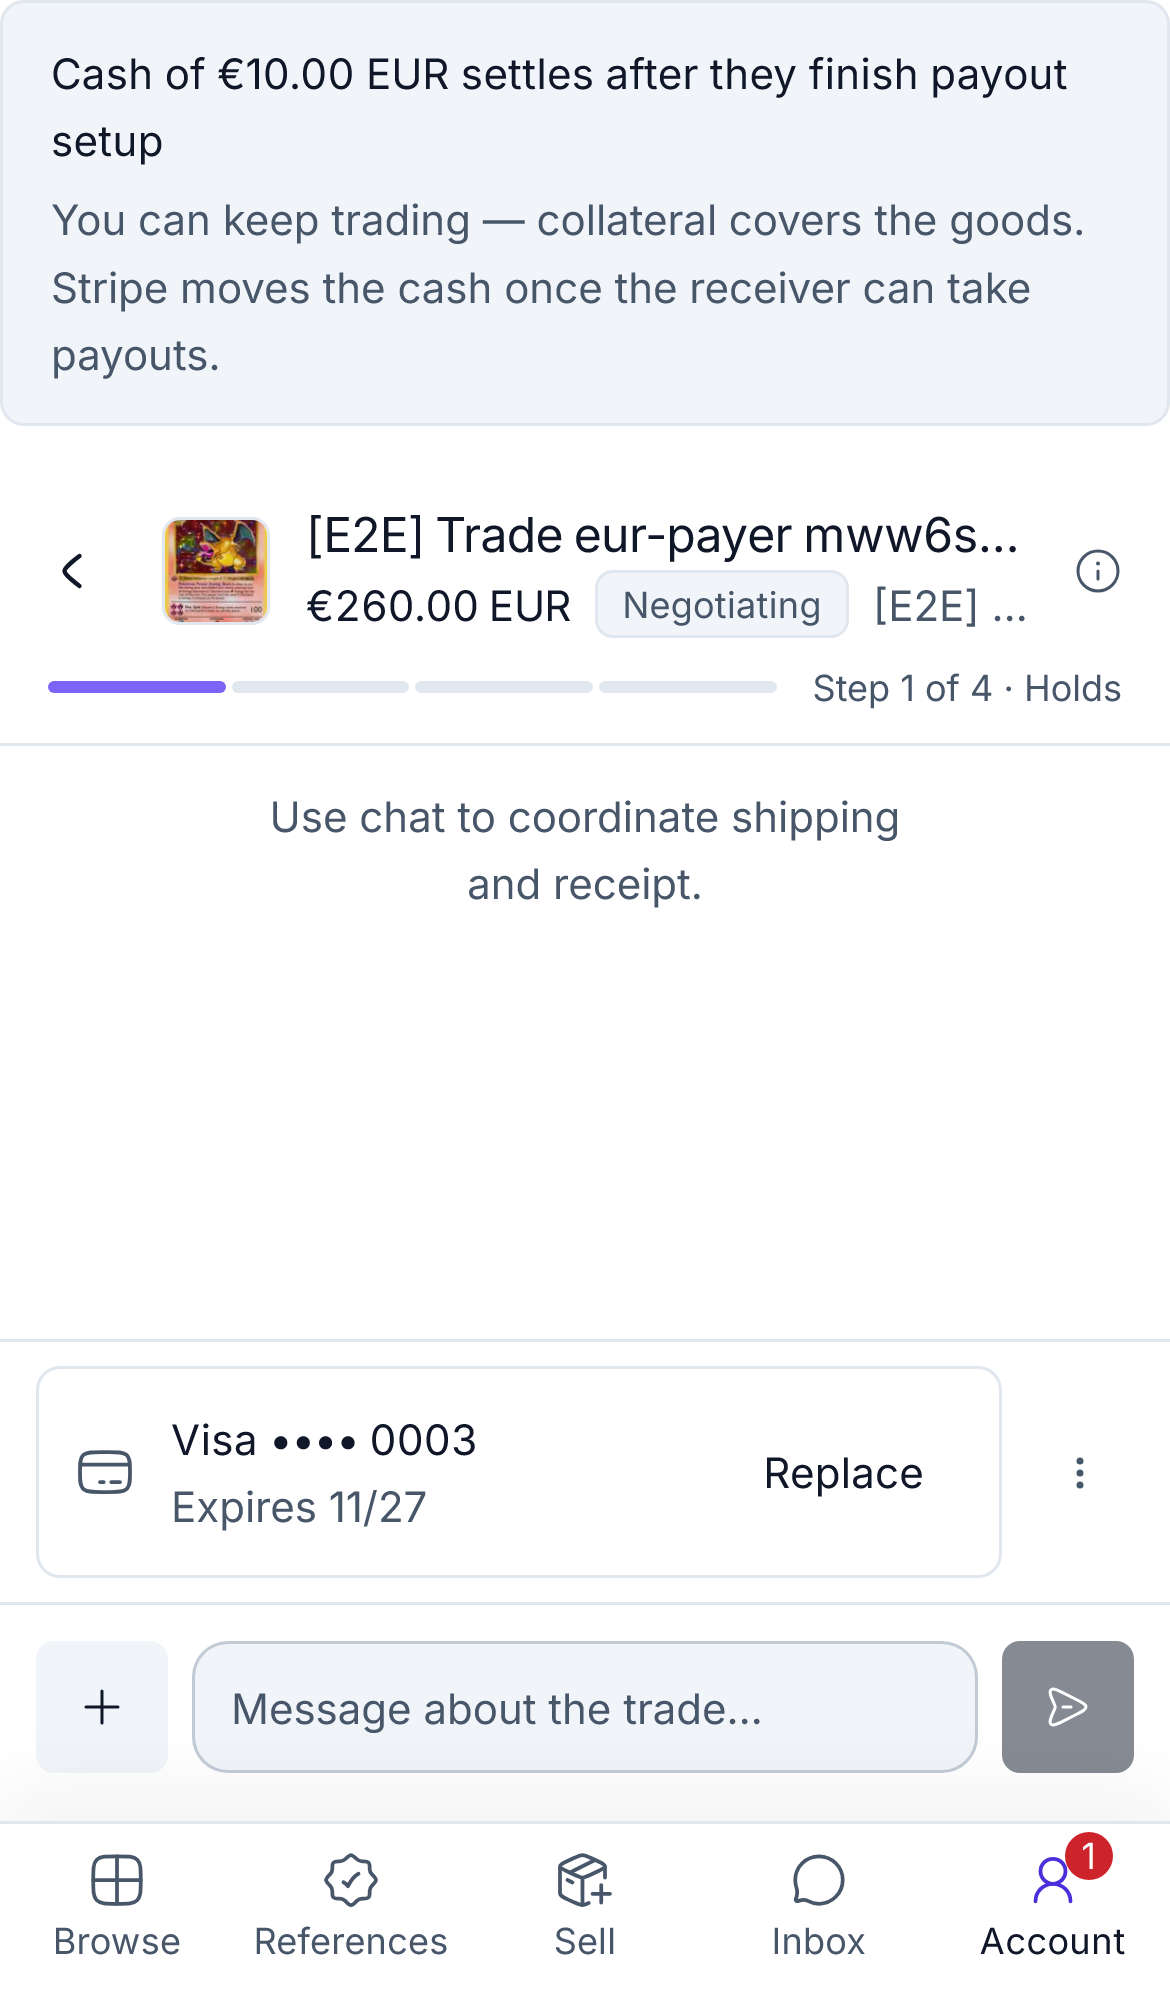 Cash of €10.00 EUR settles after they finish payout
setup
You can keep trading — collateral covers the goods.
Stripe moves the cash once the receiver can take
payouts.
[E2E] Trade eur-payer mww6s...
€260.00 EUR Negotiating [E2E] ...
Step 1 of 4 · Holds
Use chat to coordinate shipping
and receipt.
Visa •••• 0003
Expires 11/27
Replace
Message about the trade...
1
Browse References Sell Inbox Account